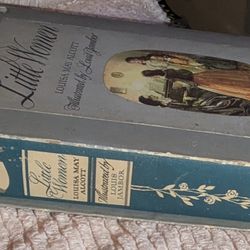 Little Women
LOUISA MAY ALCOTT
Illustrated by Louis Jambor
Little
Women
LOUISA MAY
ALCOTT
Illustrated by
LOUIS
JAMBOR